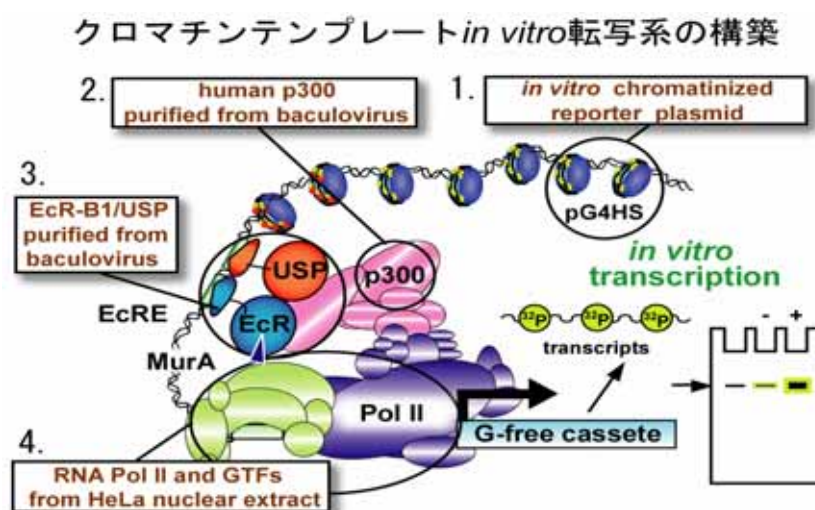 クロマチンテンプレートin vitro転写系の構築
2.
human p300
purified from baculovirus
1.
in vitro chromatinized
reporter plasmid
3.
EcR-B1/USP
purified from
baculovirus
pG4HS
USP
p300
EcR
EcRE
MurA
in vitro
transcription
32P
32P
32P
transcripts
- +
Pol II
G-free cassete
4.
RNA Pol II and GTFs
from HeLa nuclear extract